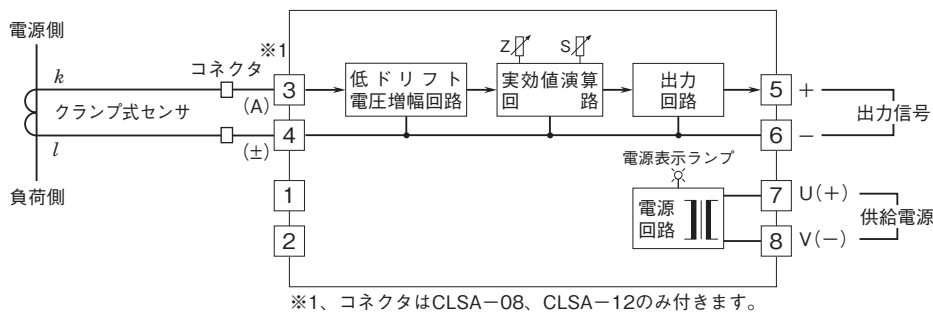 電源側
k
クランプ式センサ
l
負荷側
コネクタ
※1
(A)
(±)
3
4
1
2
低ドリフト
電圧増幅回路
Z
S
実効値演算
回路
出力
回路
5
+
6
−
出力信号
電源表示ランプ
電源
回路
7
U(+)
8
V(−)
供給電源
※1、コネクタはCLSA−08、CLSA−12のみ付きます。